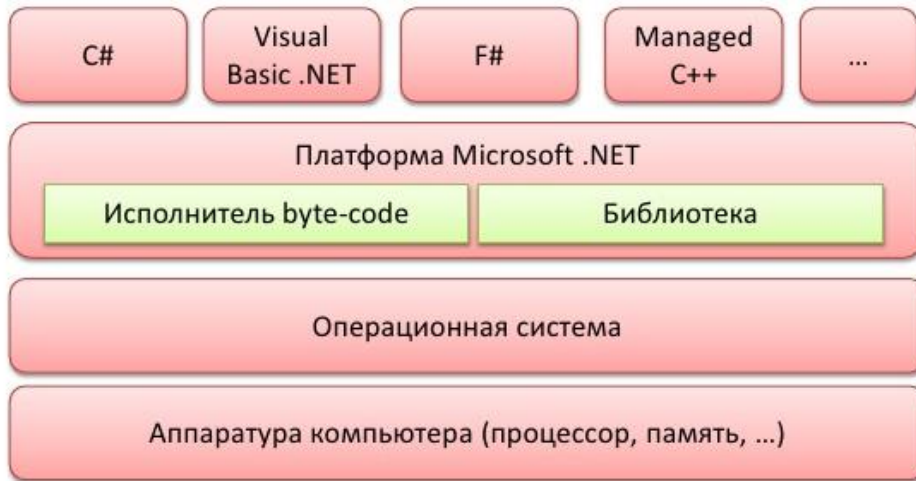 C#
Visual
Basic .NET
F#
Managed
C++
...
Платформа Microsoft .NET
Исполнитель byte-code
Библиотека
Операционная система
Аппаратура компьютера (процессор, память, ...)